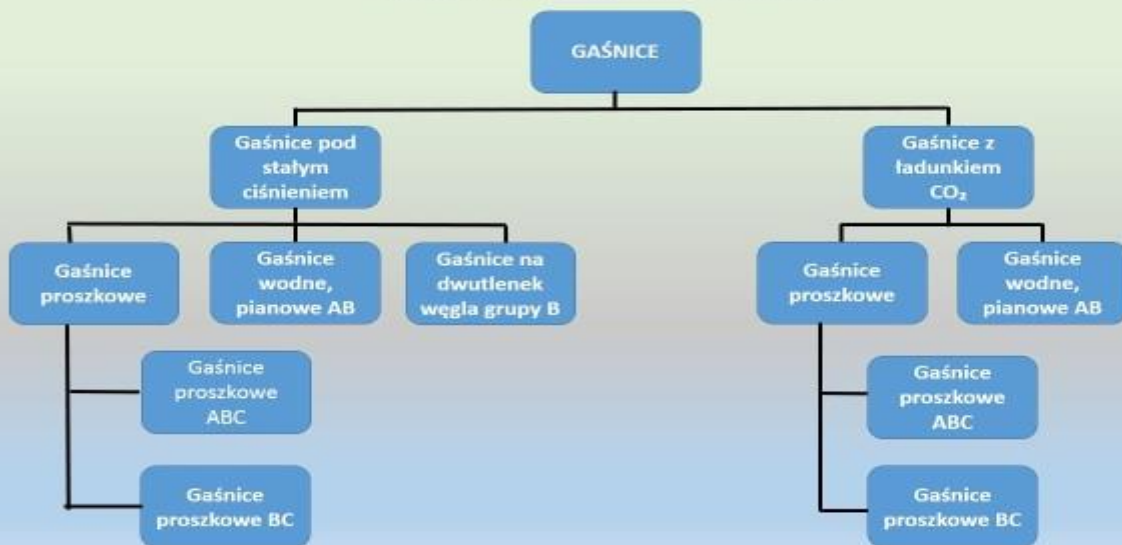 GAŚNICE
Gaśnice pod
stałym
ciśnieniem
Gaśnice z
ładunkiem
CO₂
Gaśnice
proszkowe
Gaśnice
wodne,
pianowe AB
Gaśnice na
dwutlenek
węgla grupy B
Gaśnice
proszkowe
Gaśnice
wodne,
pianowe AB
Gaśnice
proszkowe
ABC
Gaśnice
proszkowe
ABC
Gaśnice
proszkowe BC
Gaśnice
proszkowe BC